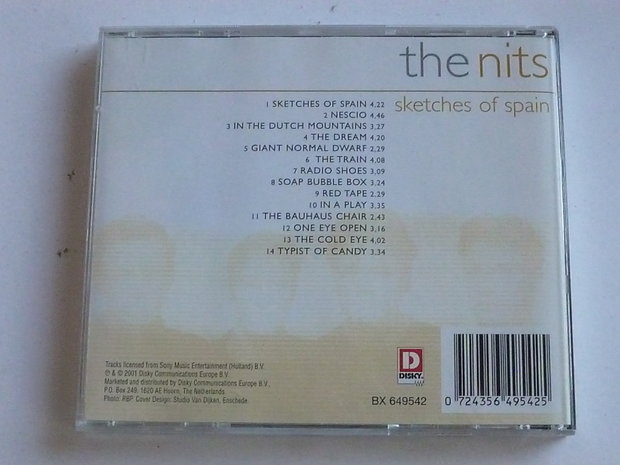 the nits
sketches of spain
1 SKETCHES OF SPAIN 4.22
2 NESCIO 4.46
3 IN THE DUTCH MOUNTAINS 3.27
4 THE DREAM 4.20
5 GIANT NORMAL DWARF 2.29
6 THE TRAIN 4.08
7 RADIO SHOES 3.09
8 SOAP BUBBLE BOX 3.24
9 RED TAPE 2.29
10 IN A PLAY 3.35
11 THE BAUHAUS CHAIR 2.43
12 ONE EYE OPEN 3.16
13 THE COLD EYE 4.02
14 TYPIST OF CANDY 3.34
Tracks licensed from Sony Music Entertainment (Holland) B.V.
℗ & © 2001 Disky Communications Europe B.V.
Marketed and distributed by Disky Communications Europe B.V.
P.O. Box 249, 1620 AE Hoorn, The Netherlands.
Photo: RBP. Cover Design: Studio Van Dijken, Enschede.
D
DISKY
BX 649542
0 724356 495425